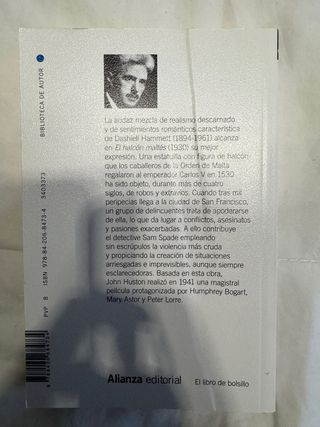 La audaz mezcla de realismo descarnado
y de sentimientos románticos característica
de Dashiell Hammett (1894-1961) alcanza
en El halcón maltés (1930) su mejor
expresión. Una estatuilla con figura de halcón
que los caballeros de la Orden de Malta
regalaron al emperador Carlos V en 1530
ha sido objeto, durante más de cuatro
siglos, de robos y extravíos. Cuando tras mil
peripecias llega a la ciudad de San Francisco,
un grupo de delincuentes trata de apoderarse
de ella, lo que da lugar a conflictos, asesinatos
y pasiones exacerbadas. A ello contribuye
el detective Sam Spade empleando
sin escrúpulos la violencia más cruda
y propiciando la creación de situaciones
arriesgadas e imprevisibles, aunque siempre
esclarecedoras. Basada en esta obra,
John Huston realizó en 1941 una magistral
película protagonizada por Humphrey Bogart,
Mary Astor y Peter Lorre.
Alianza editorial
El libro de bolsillo
BIBLIOTECA DE AUTOR
3403373
ISBN 978-84-206-8473-4
PVP 8
9788420684734